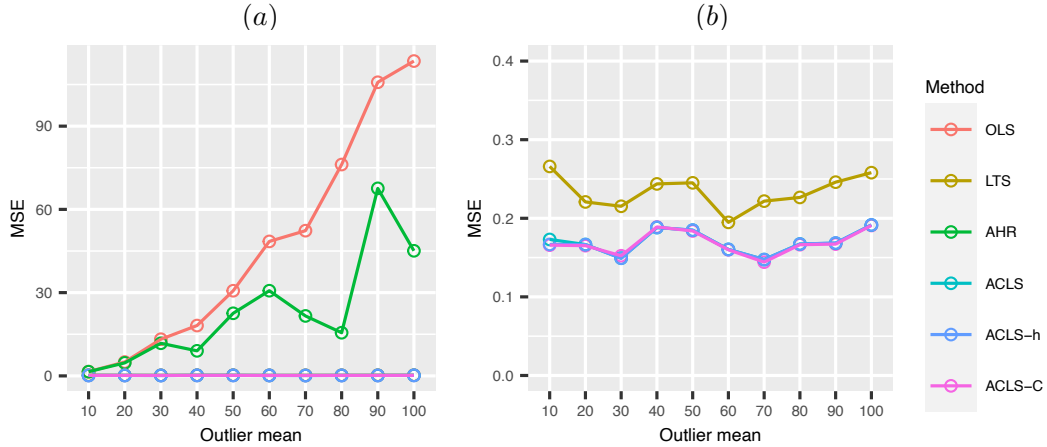 (a)
MSE
90
60
30
0
10 20 30 40 50 60 70 80 90 100
Outlier mean
(b)
MSE
0.4
0.3
0.2
0.1
0.0
10 20 30 40 50 60 70 80 90 100
Outlier mean
Method
OLS
LTS
AHR
ACLS
ACLS-h
ACLS-C